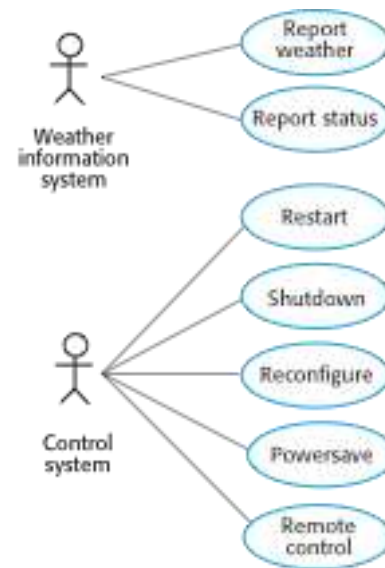 Report
weather
Report status
Weather
information
system
Restart
Shutdown
Reconfigure
Control
system
Powersave
Remote
control